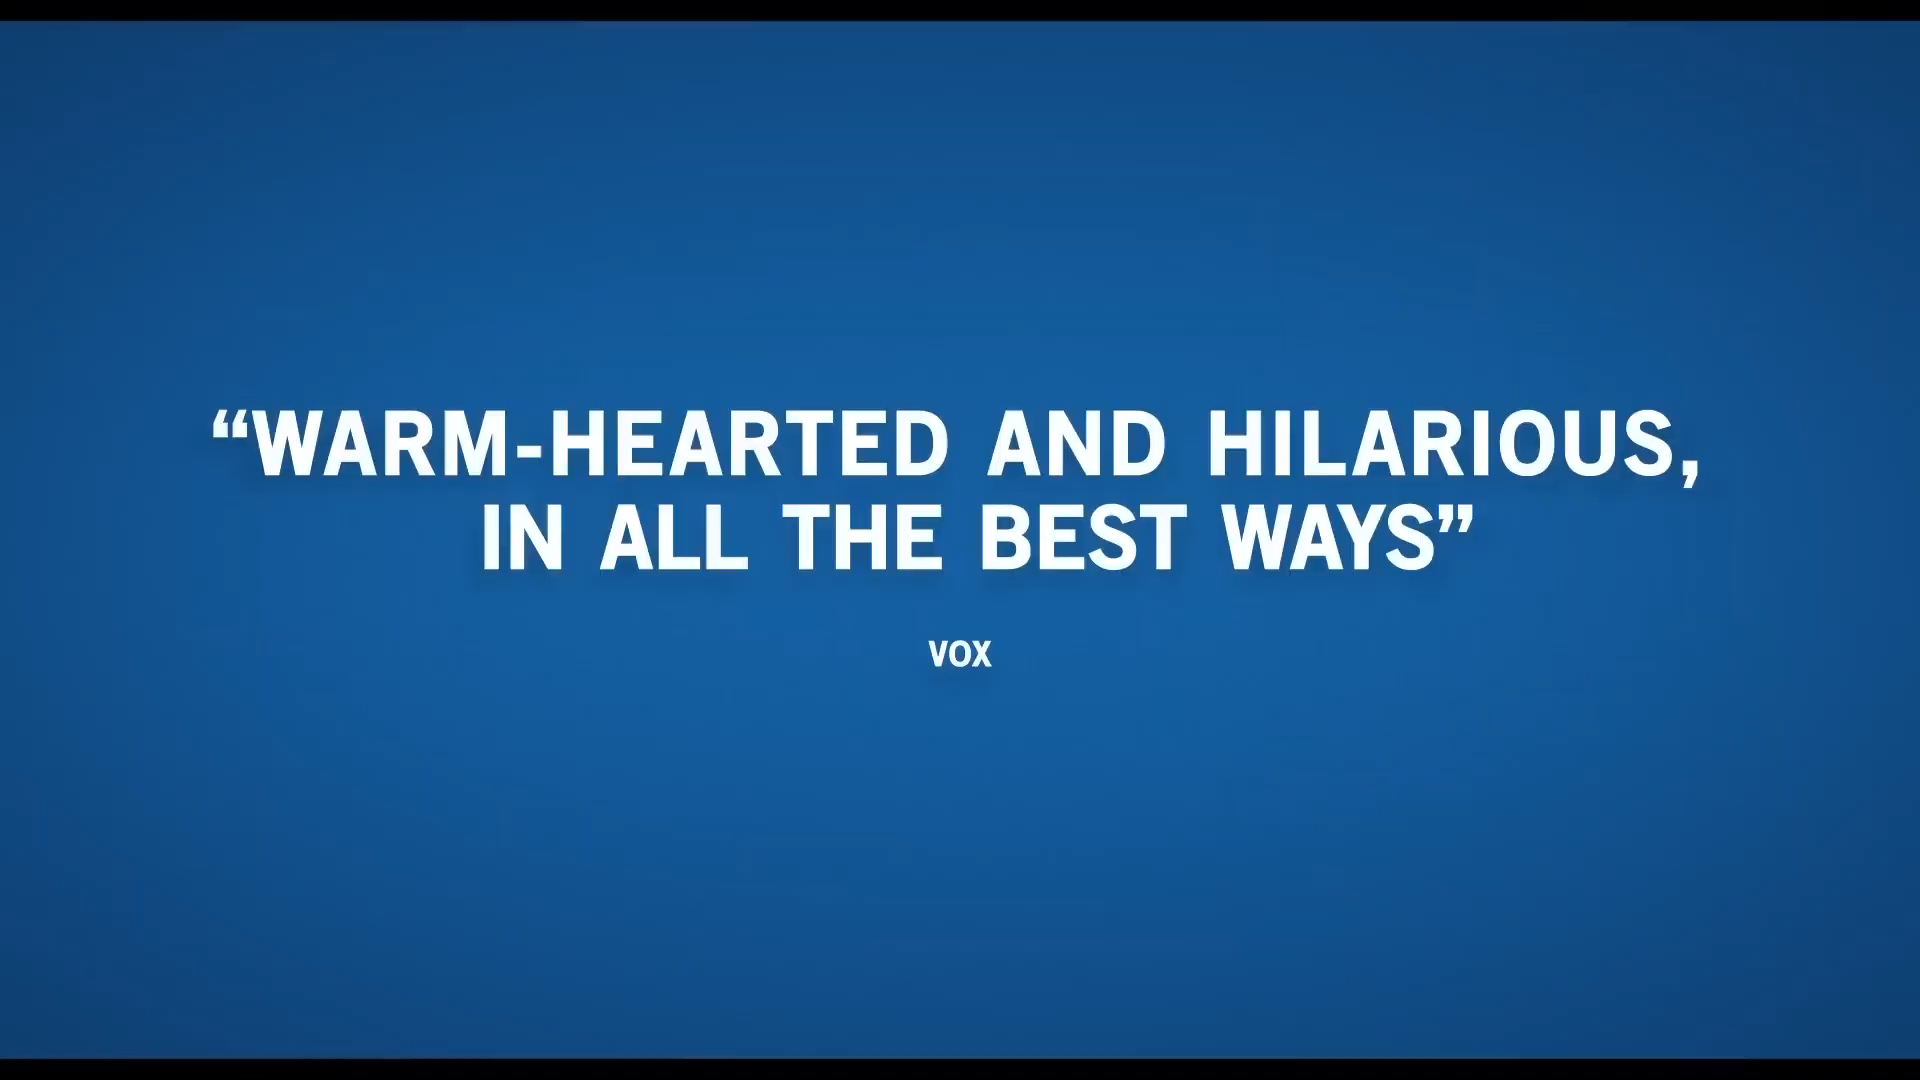 “WARM-HEARTED AND HILARIOUS,
IN ALL THE BEST WAYS”
VOX